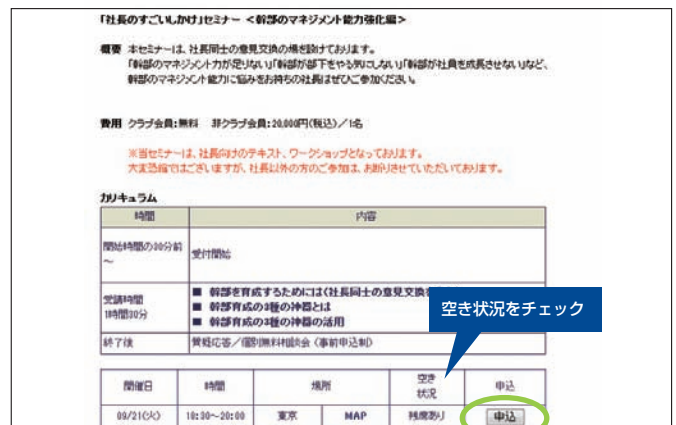 「社長のすごいしかけ」セミナー <幹部のマネジメント能力強化編>
概要 本セミナーは、社長同士の意見交換の場を設けております。
「幹部のマネジメント力が足りない」「幹部が部下をやる気にしない」「幹部が社員を成長させない」など、
幹部のマネジメント能力に悩みをお持ちの社長はぜひご参加ください。
費用 クラブ会員:無料 非クラブ会員:20,000円(税込)/1名
※当セミナーは、社長向けのテキスト、ワークショップとなっております。
大変恐縮ではございますが、社長以外の方のご参加は、お断りさせていただいております。
カリキュラム
時間 内容
開始時間の30分前 受付開始
~
受講時間
1時間30分
■ 幹部を育成するためには(社長同士の意見交換を
■ 幹部育成の3種の神器とは
■ 幹部育成の3種の神器の活用
空き状況をチェック
終了後 質疑応答/個別無料相談会(事前申込制)
開催日 時間 場所 空き状況 申込
09/21(火) 18:30~20:00 東京 MAP 残席あり 申込